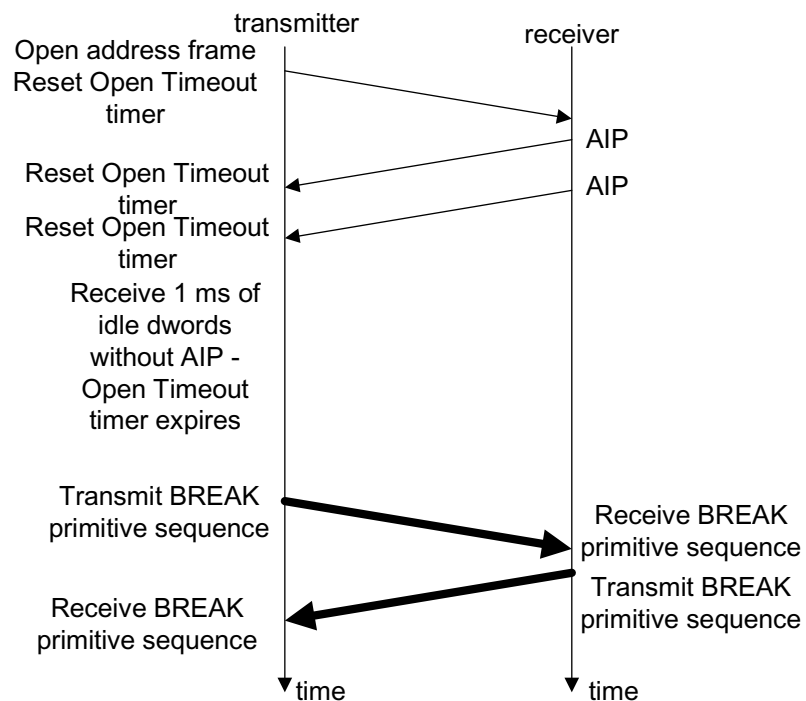 transmitter
receiver
Open address frame
Reset Open Timeout
timer
AIP
Reset Open Timeout
timer
AIP
Reset Open Timeout
timer
Receive 1 ms of
idle dwords
without AIP -
Open Timeout
timer expires
Transmit BREAK
primitive sequence
Receive BREAK
primitive sequence
Transmit BREAK
primitive sequence
Receive BREAK
primitive sequence
time
time